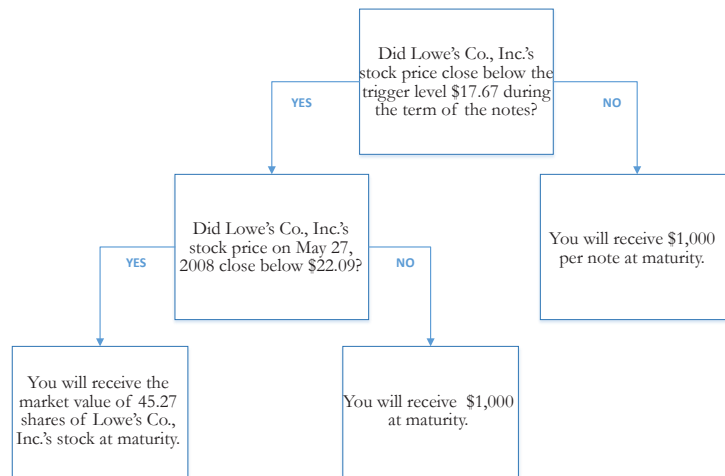 Did Lowe's Co., Inc.'s
stock price close below the
trigger level $17.67 during
the term of the notes?
YES
NO
Did Lowe's Co., Inc.'s
stock price on May 27,
2008 close below $22.09?
You will receive $1,000
per note at maturity.
YES
NO
You will receive the
market value of 45.27
shares of Lowe's Co.,
Inc.'s stock at maturity.
You will receive $1,000
at maturity.